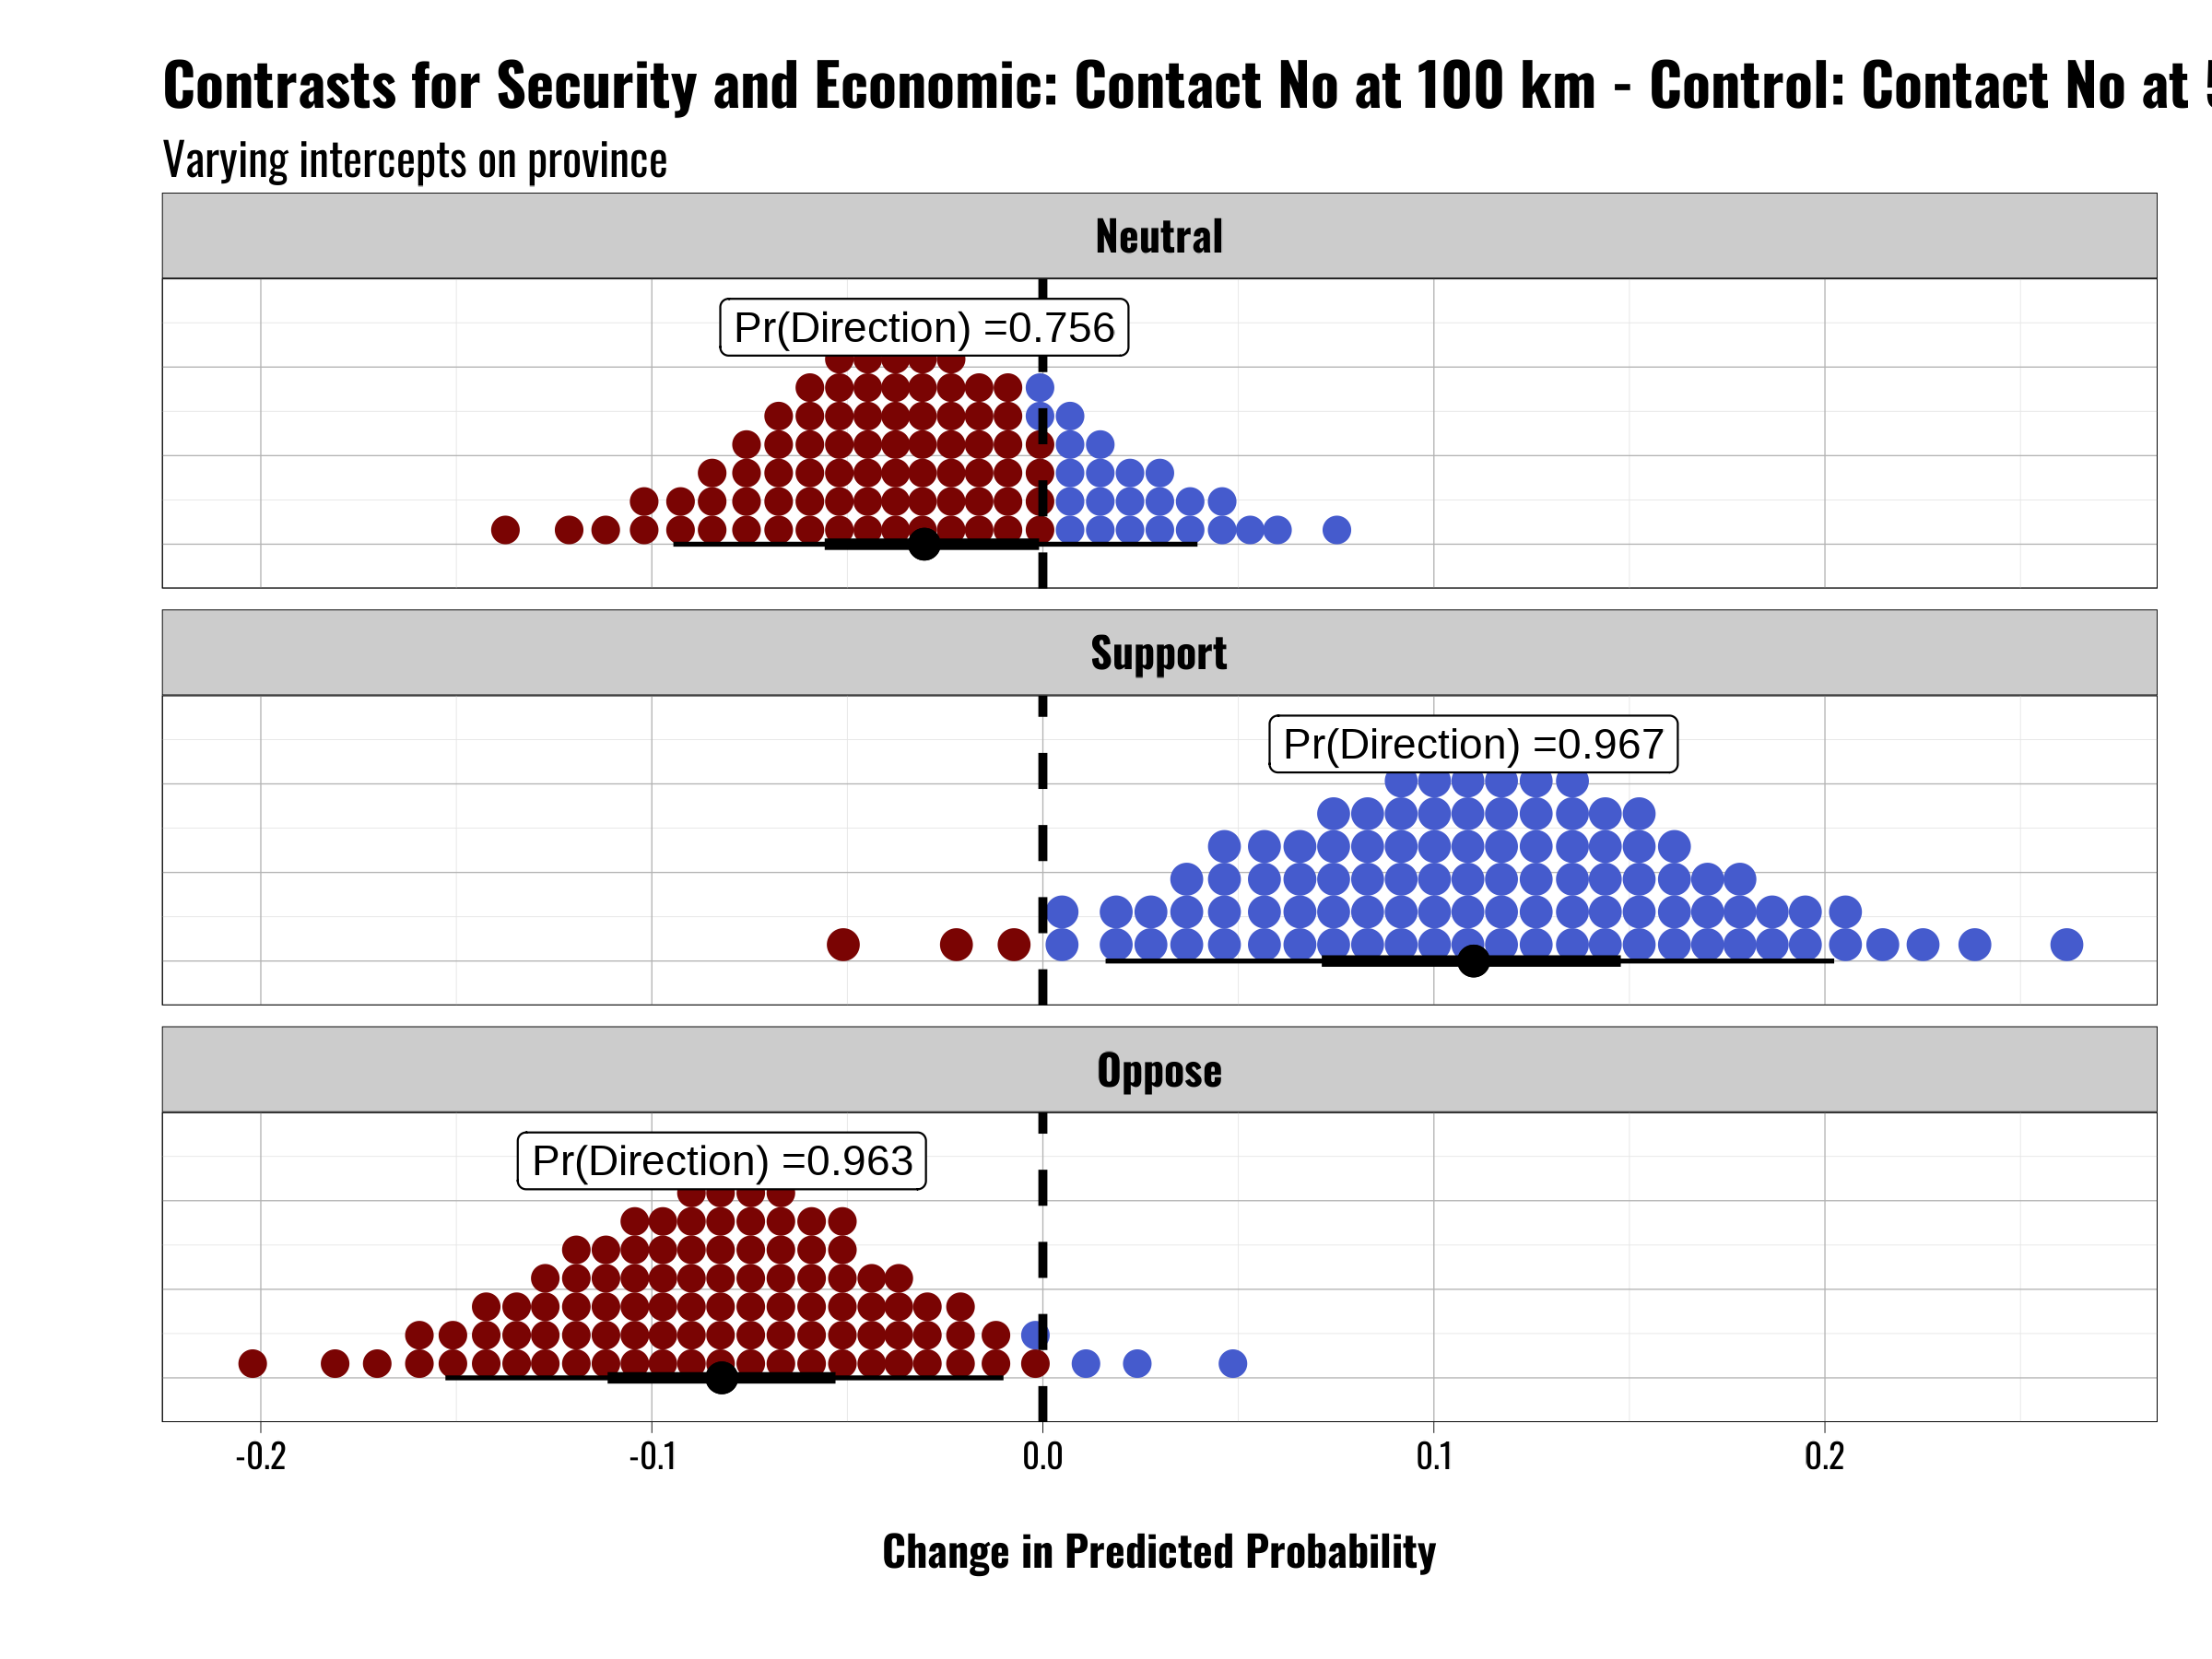 Contrasts for Security and Economic: Contact No at 100 km - Control: Contact No at
Varying intercepts on province
Neutral
Pr(Direction) =0.756
Support
Pr(Direction) =0.967
Oppose
Pr(Direction) =0.963
-0.2 -0.1 0.0 0.1 0.2
Change in Predicted Probability